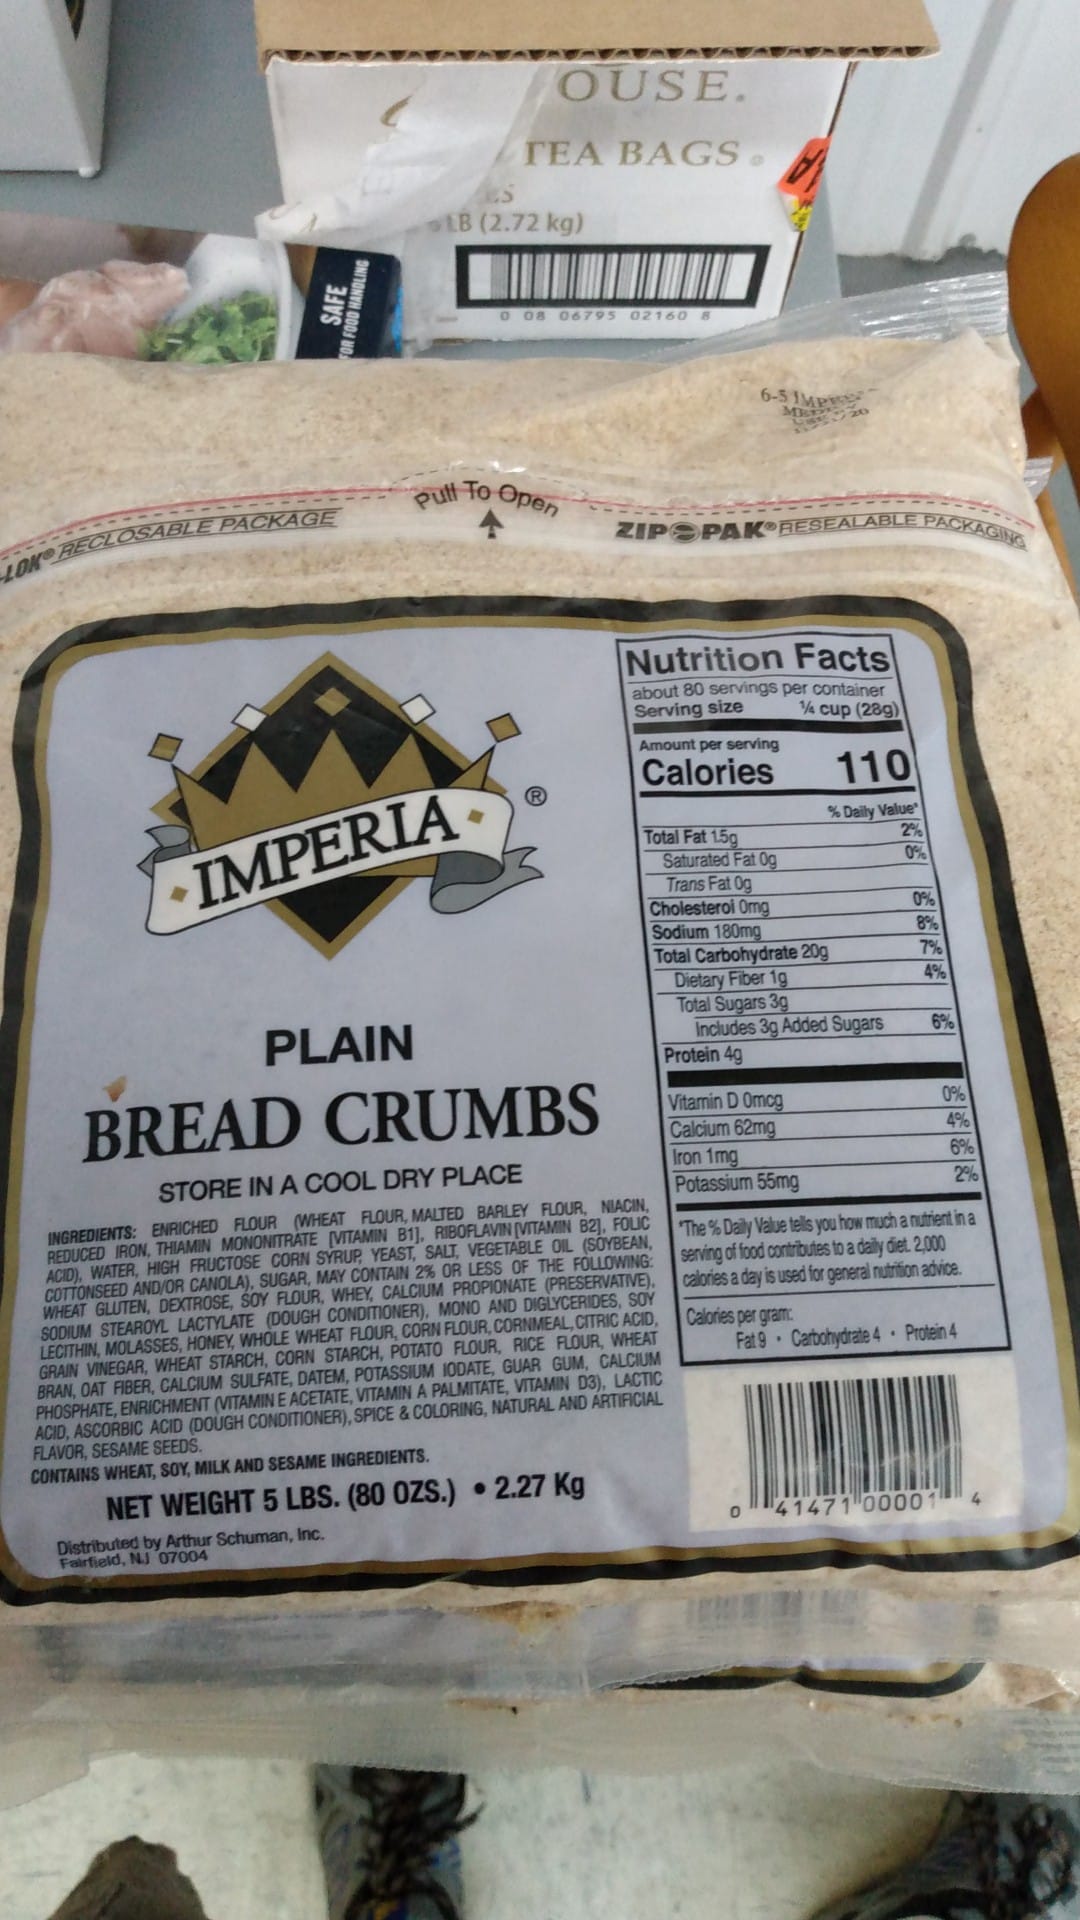 OUSE.
TEA BAGS
LB (2.72 kg)
0 08 06795 02160 8
SAFE
FOR FOOD HANDLING
6-5
-LOK® RECLOSABLE PACKAGE
Pull To Open
ZIP PAK® RESEALABLE PACKAGING
IMPERIA ®
PLAIN
BREAD CRUMBS
STORE IN A COOL DRY PLACE
INGREDIENTS: ENRICHED FLOUR (WHEAT FLOUR, MALTED BARLEY FLOUR, NIACIN,
REDUCED IRON, THIAMIN MONONITRATE [VITAMIN B1], RIBOFLAVIN [VITAMIN B2], FOLIC
ACID), WATER, HIGH FRUCTOSE CORN SYRUP, YEAST, SALT, VEGETABLE OIL (SOYBEAN,
COTTONSEED AND/OR CANOLA), SUGAR, MAY CONTAIN 2% OR LESS OF THE FOLLOWING:
WHEAT GLUTEN, DEXTROSE, SOY FLOUR, WHEY, CALCIUM PROPIONATE (PRESERVATIVE),
SODIUM STEAROYL LACTYLATE (DOUGH CONDITIONER), MONO AND DIGLYCERIDES, SOY
LECITHIN, MOLASSES, HONEY, WHOLE WHEAT FLOUR, CORN FLOUR, CORNMEAL, CITRIC ACID,
GRAIN VINEGAR, WHEAT STARCH, CORN STARCH, POTATO FLOUR, RICE FLOUR, WHEAT
BRAN, OAT FIBER, CALCIUM SULFATE, DATEM, POTASSIUM IODATE, GUAR GUM, CALCIUM
PHOSPHATE, ENRICHMENT (VITAMIN E ACETATE, VITAMIN A PALMITATE, VITAMIN D3), LACTIC
ACID, ASCORBIC ACID (DOUGH CONDITIONER), SPICE & COLORING, NATURAL AND ARTIFICIAL
FLAVOR, SESAME SEEDS.
CONTAINS WHEAT, SOY, MILK AND SESAME INGREDIENTS.
NET WEIGHT 5 LBS. (80 OZS.) • 2.27 Kg
Distributed by Arthur Schuman, Inc.
Fairfield, NJ 07004
Nutrition Facts
about 80 servings per container
Serving size ¼ cup (28g)
Amount per serving
Calories 110
% Daily Value*
Total Fat 1.5g 2%
Saturated Fat 0g 0%
Trans Fat 0g
Cholesterol 0mg 0%
Sodium 180mg 8%
Total Carbohydrate 20g 7%
Dietary Fiber 1g 4%
Total Sugars 3g
Includes 3g Added Sugars 6%
Protein 4g
Vitamin D 0mcg 0%
Calcium 62mg 4%
Iron 1mg 6%
Potassium 55mg 2%
*The % Daily Value tells you how much a nutrient in a
serving of food contributes to a daily diet. 2,000
calories a day is used for general nutrition advice.
Calories per gram:
Fat 9 • Carbohydrate 4 • Protein 4
0 41471 00001 4